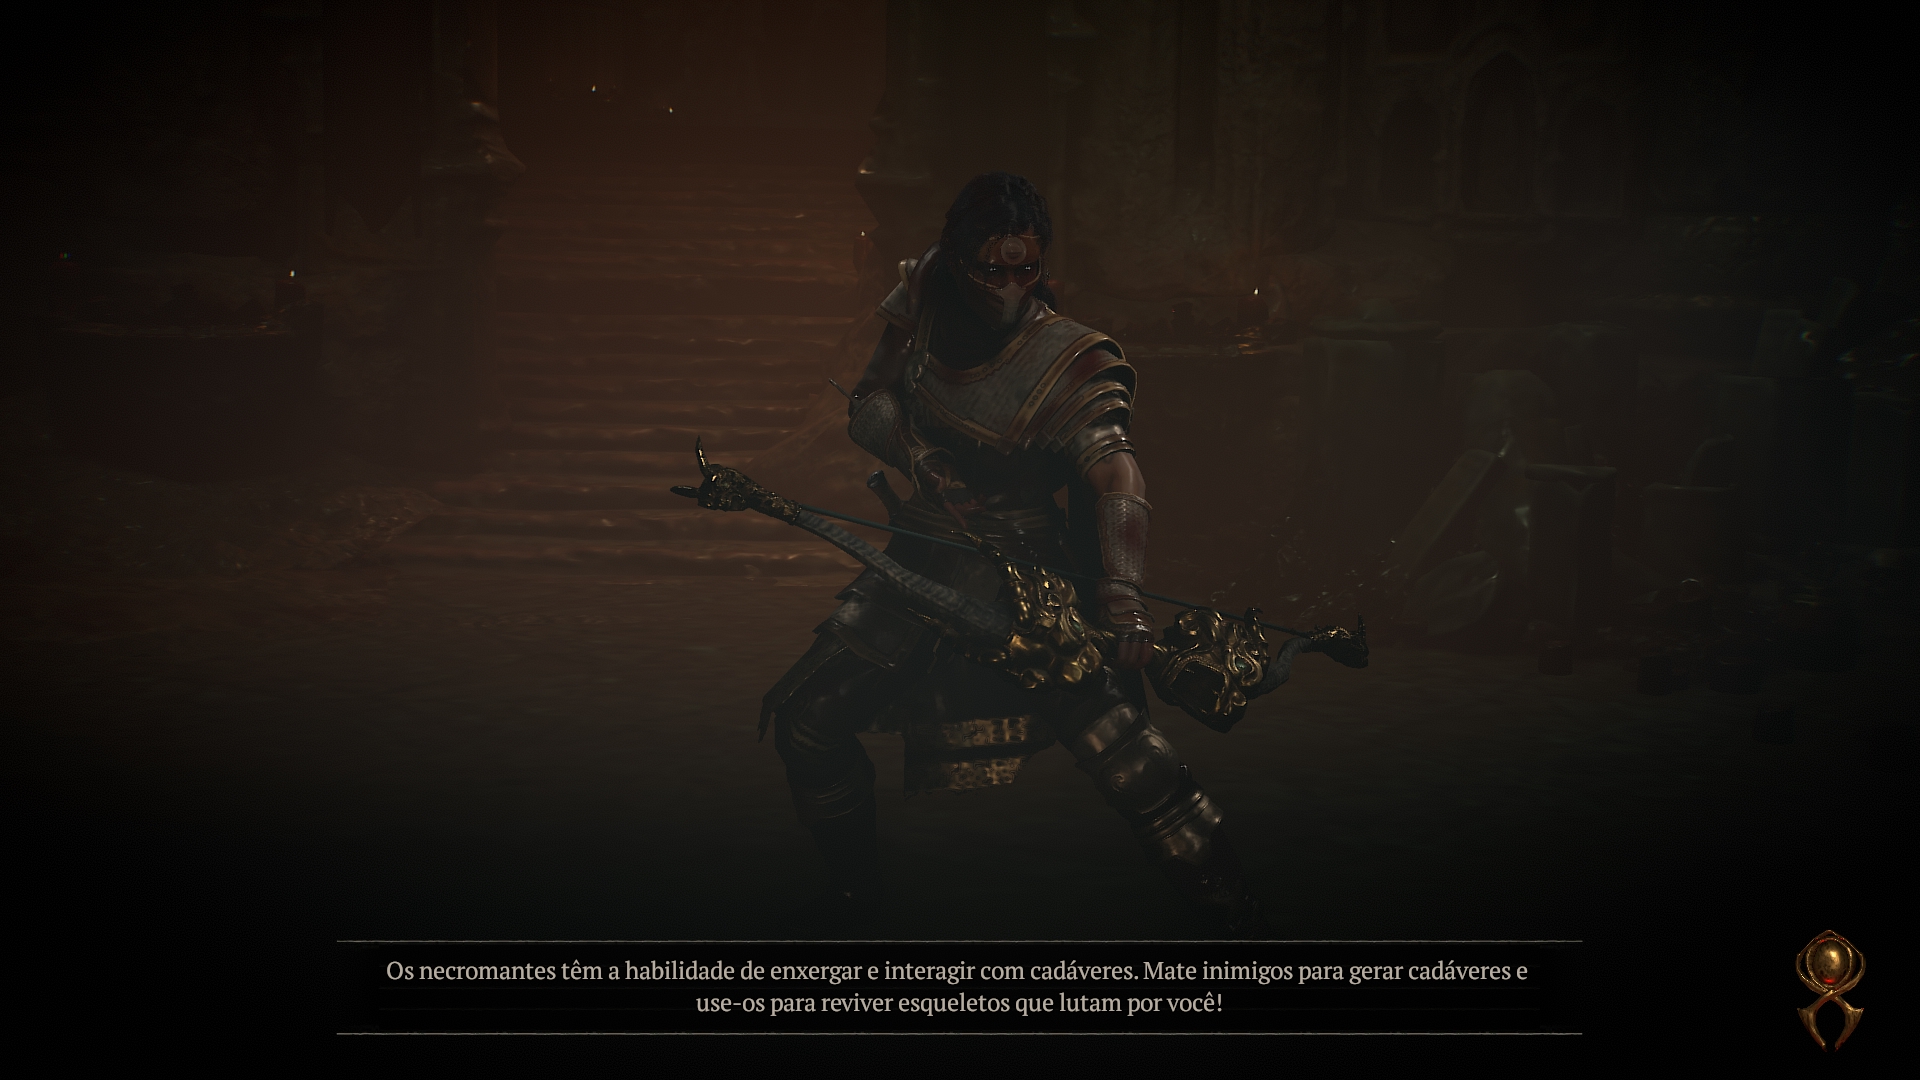 Os necromantes têm a habilidade de enxergar e interagir com cadáveres. Mate inimigos para gerar cadáveres e
use-os para reviver esqueletos que lutam por você!